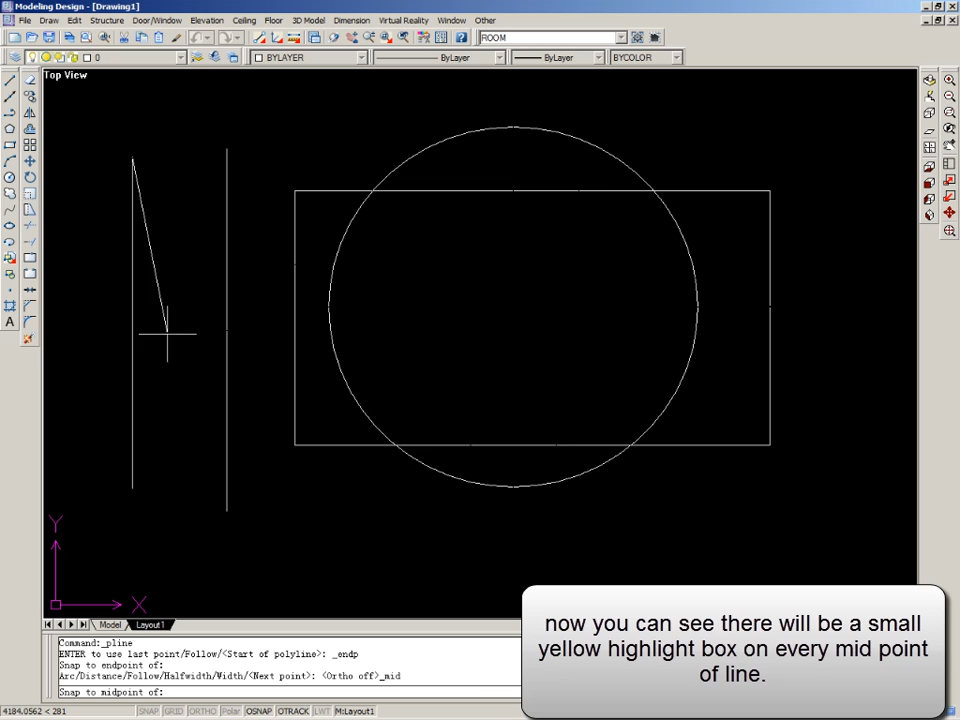 Modeling Design - [Drawing1]
File Draw Edit Structure Door/Window Elevation Ceiling Floor 3D Model Dimension Virtual Reality Window Other
ROOM
0 BYLAYER ByLayer ByLayer BYCOLOR
Top View
A
Y
X
Model Layout1
now you can see there will be a small
yellow highlight box on every mid point
of line.
Command:_pline
ENTER to use last point/Follow/<Start of polyline>: _endp
Snap to endpoint of:
Arc/Distance/Follow/Halfwidth/Width/<Next point>: <Ortho off>_mid
Snap to midpoint of:
4184.0562 < 281 SNAP GRID ORTHO Polar OSNAP OTRACK LWT M:Layout1